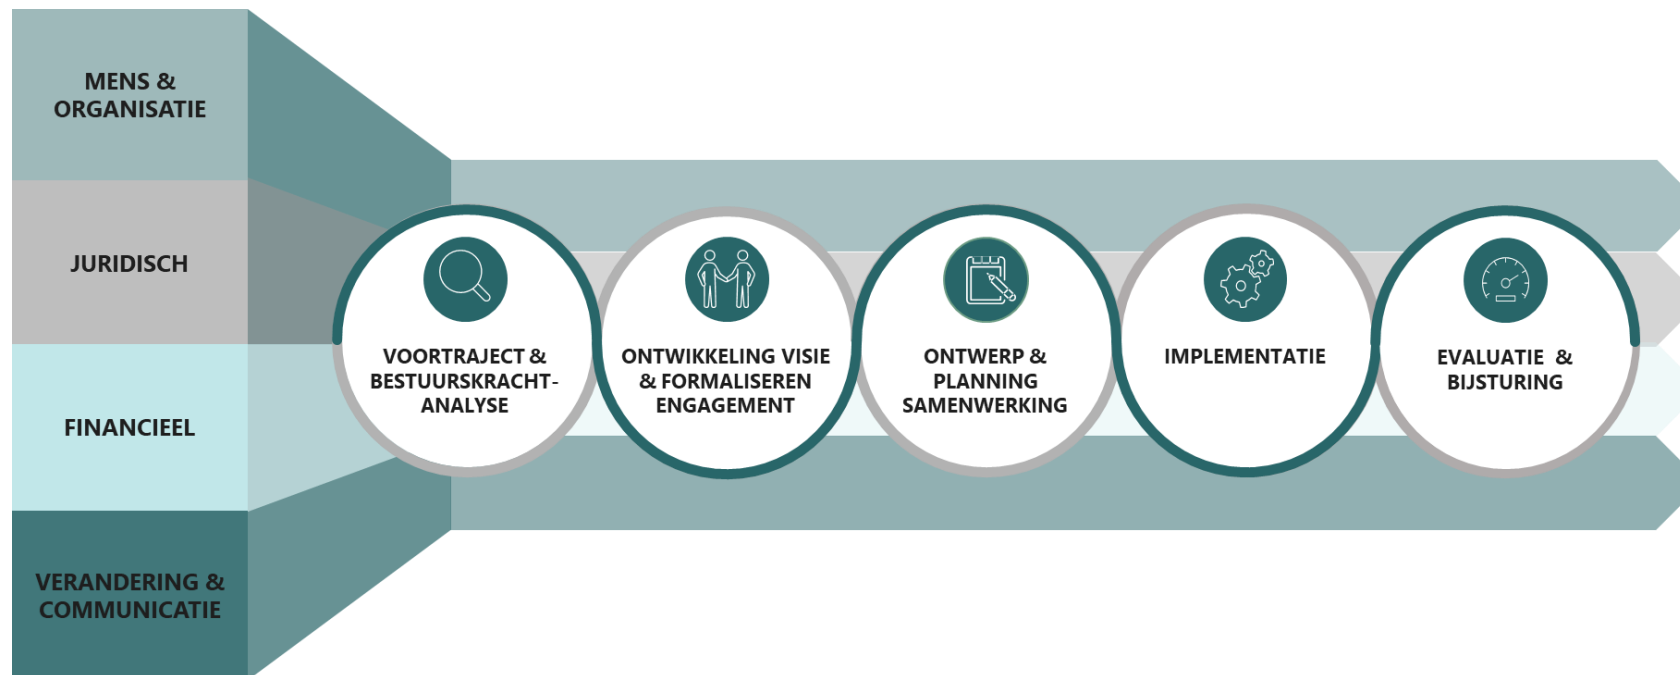 MENS &
ORGANISATIE
JURIDISCH
FINANCIEEL
VERANDERING &
COMMUNICATIE
VOORTRAJECT &
BESTUURSKRACHT-
ANALYSE
ONTWIKKELING VISIE
& FORMALISEREN
ENGAGEMENT
ONTWERP &
PLANNING
SAMENWERKING
IMPLEMENTATIE
EVALUATIE &
BIJSTURING